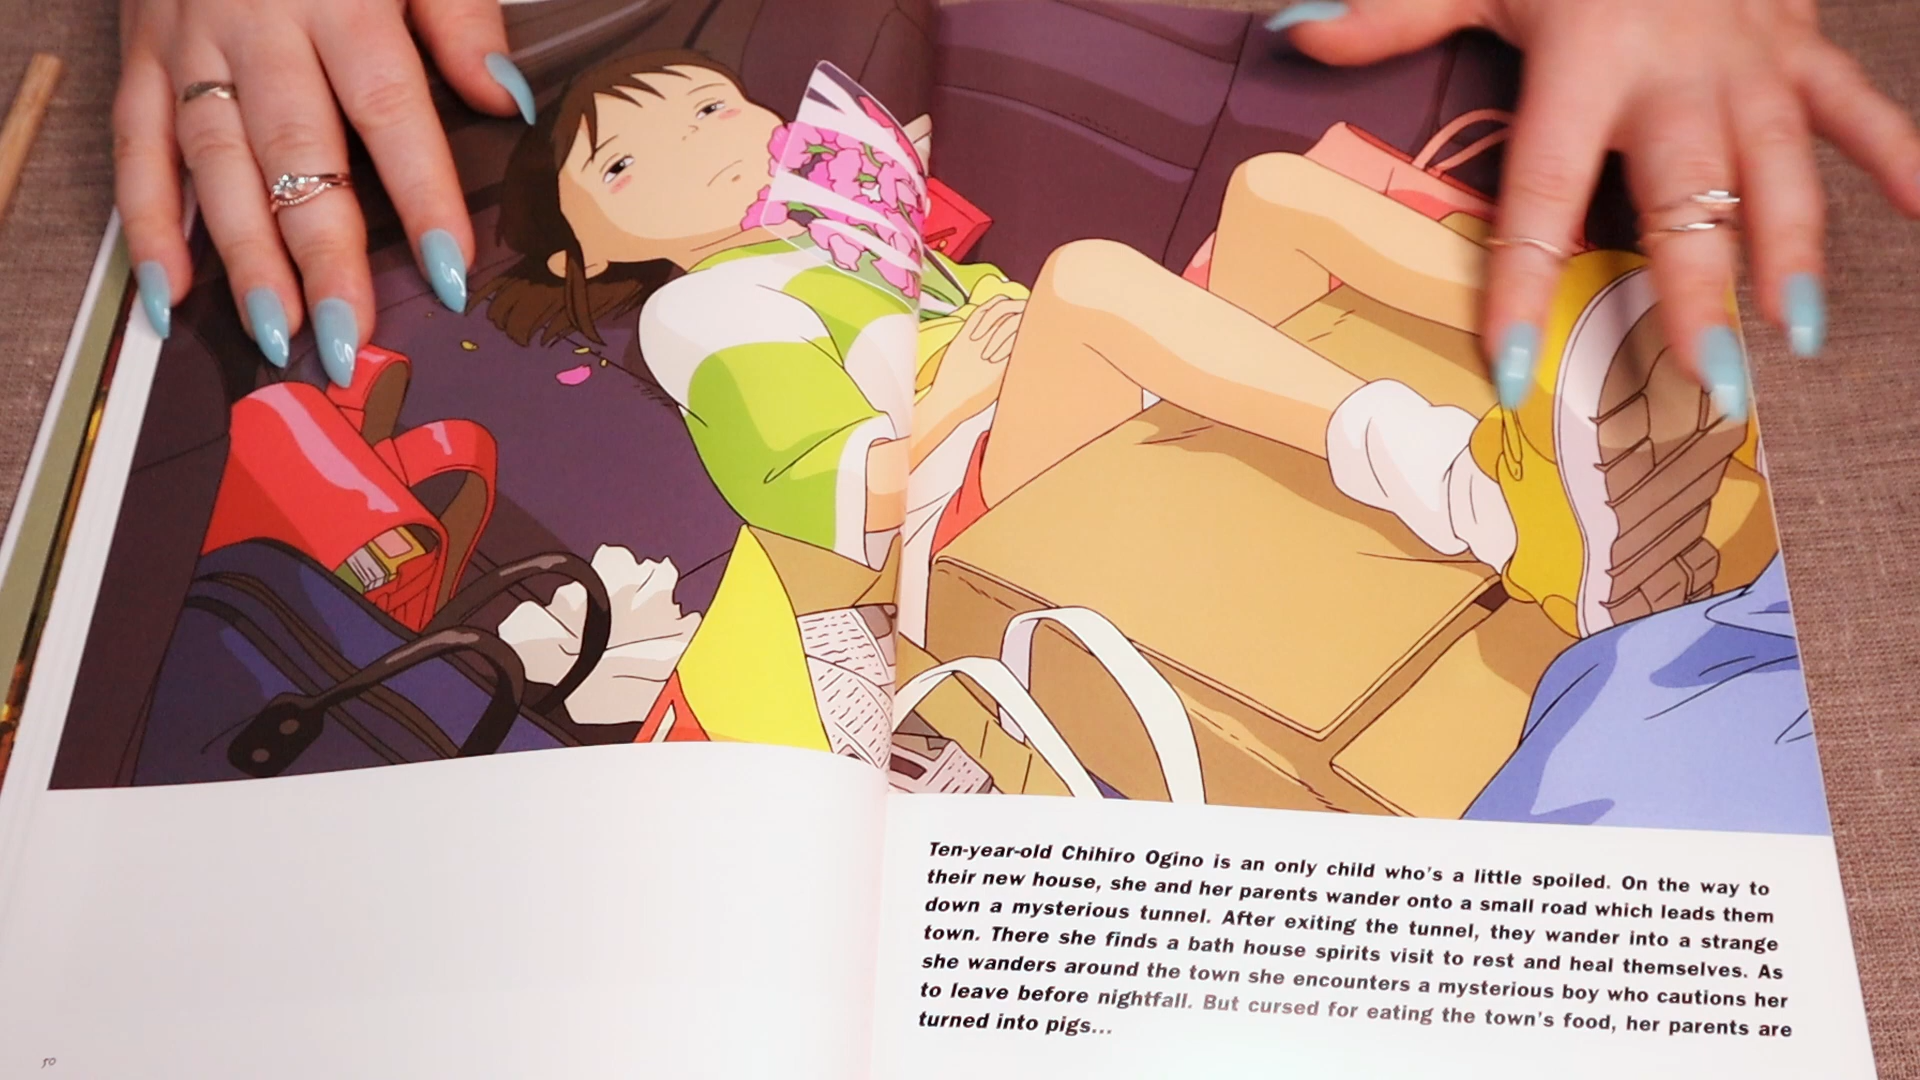 Ten-year-old Chihiro Ogino is an only child who's a little spoiled. On the way to
their new house, she and her parents wander onto a small road which leads them
down a mysterious tunnel. After exiting the tunnel, they wander into a strange
town. There she finds a bath house spirits visit to rest and heal themselves. As
she wanders around the town she encounters a mysterious boy who cautions her
to leave before nightfall. But cursed for eating the town's food, her parents are
turned into pigs...
50